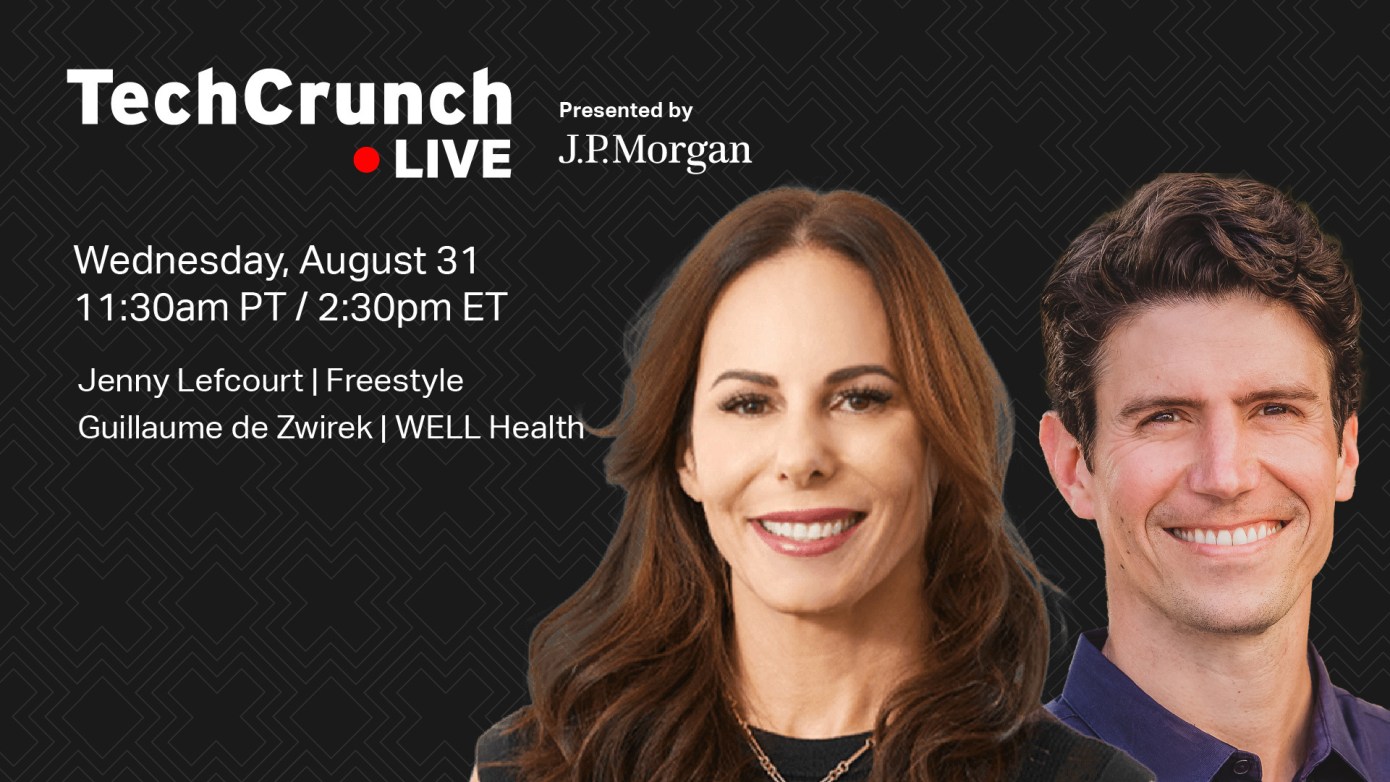 TechCrunch
LIVE
Presented by
J.P.Morgan
Wednesday, August 31
11:30am PT / 2:30pm ET
Jenny Lefcourt | Freestyle
Guillaume de Zwirek | WELL Health